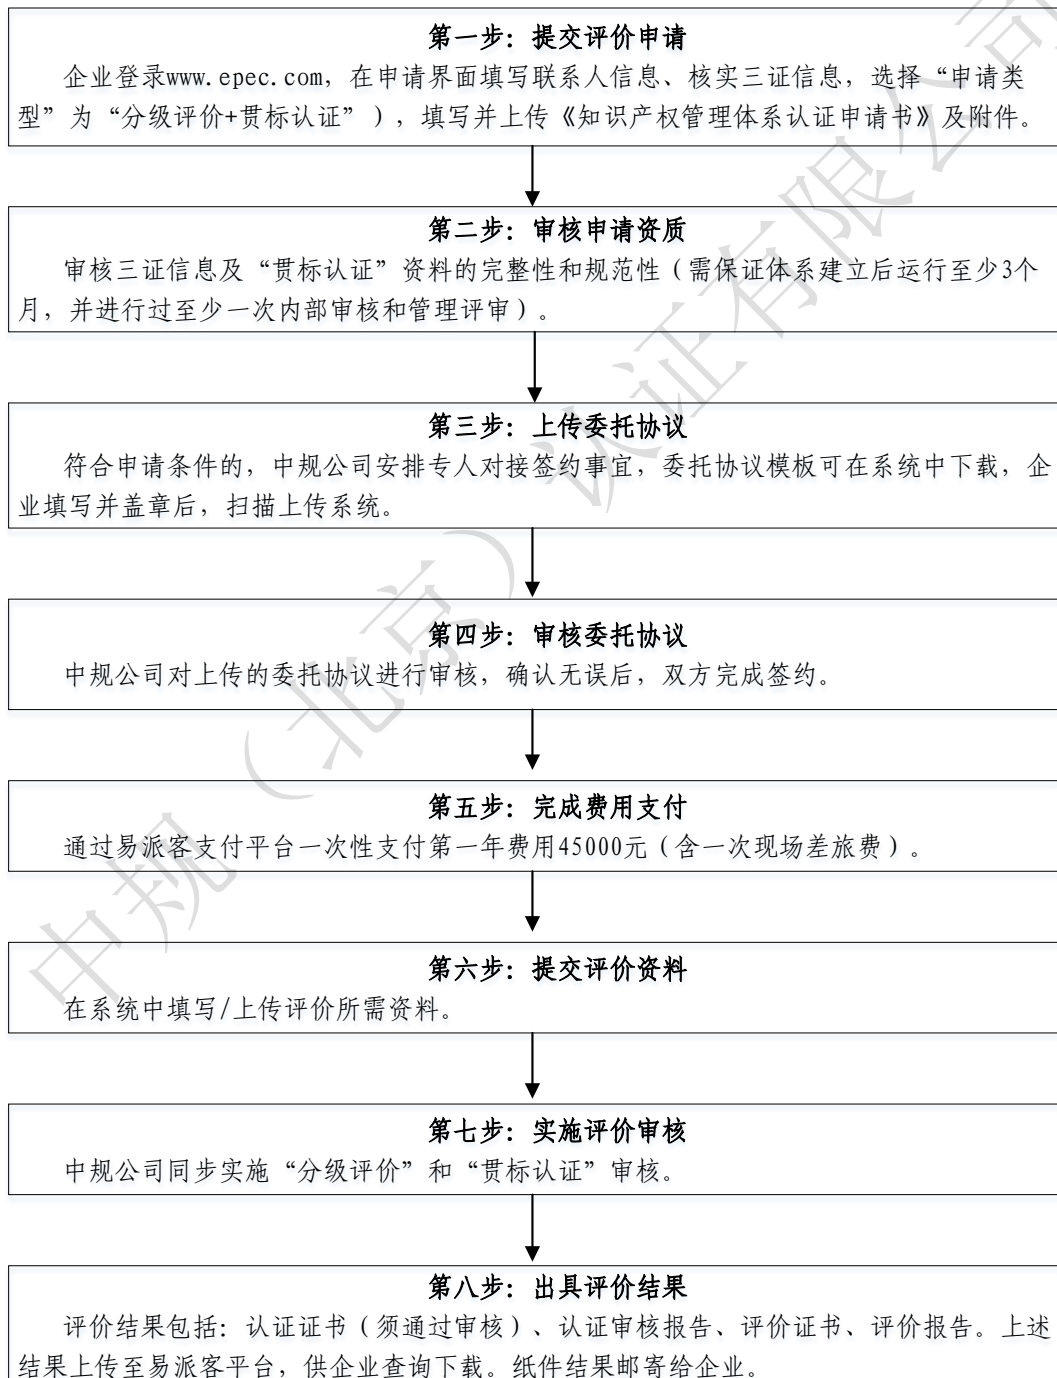 第一步：提交评价申请
企业登录www.epec.com，在申请界面填写联系人信息、核实三证信息，选择“申请类
型”为“分级评价+贯标认证”），填写并上传《知识产权管理体系认证申请书》及附件。
第二步：审核申请资质
审核三证信息及“贯标认证”资料的完整性和规范性（需保证体系建立后运行至少3个
月，并进行过至少一次内部审核和管理评审）。
第三步：上传委托协议
符合申请条件的，中规公司安排专人对接签约事宜，委托协议模板可在系统中下载，企
业填写并盖章后，扫描上传系统。
第四步：审核委托协议
中规公司对上传的委托协议进行审核，确认无误后，双方完成签约。
第五步：完成费用支付
通过易派客支付平台一次性支付第一年费用45000元（含一次现场差旅费）。
第六步：提交评价资料
在系统中填写/上传评价所需资料。
第七步：实施评价审核
中规公司同步实施“分级评价”和“贯标认证”审核。
第八步：出具评价结果
评价结果包括：认证证书（须通过审核）、认证审核报告、评价证书、评价报告。上述
结果上传至易派客平台，供企业查询下载。纸件结果邮寄给企业。
中规（北京）认证有限公司